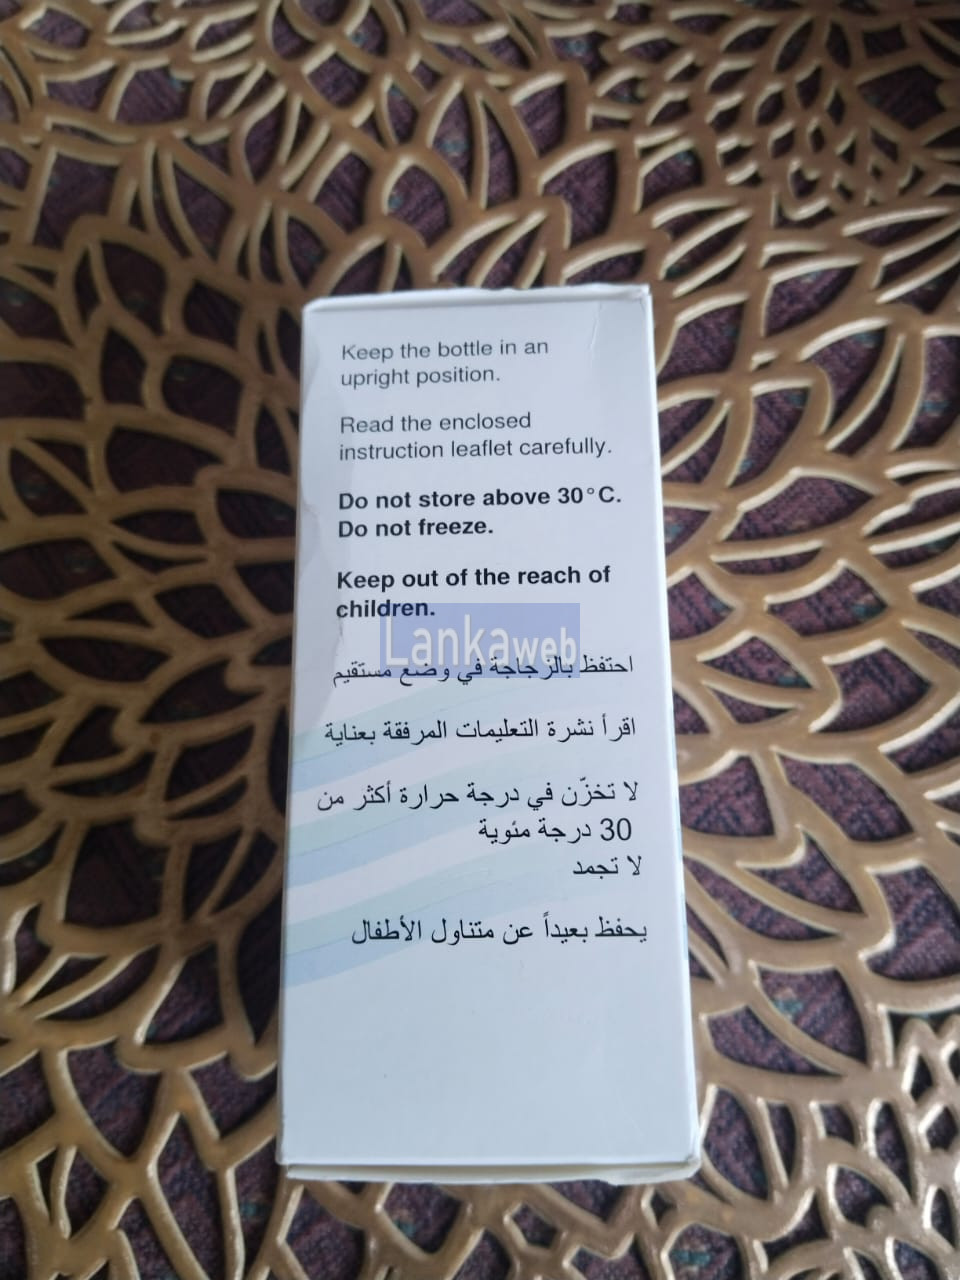 Keep the bottle in an
upright position.
Read the enclosed
instruction leaflet carefully.
Do not store above 30°C.
Do not freeze.
Keep out of the reach of
children.
Lankaweb
احتفظ بالزجاجة في وضع مستقيم
اقرأ نشرة التعليمات المرفقة بعناية
لا تخزّن في درجة حرارة أكثر من
30 درجة مئوية
لا تجمد
يحفظ بعيداً عن متناول الأطفال